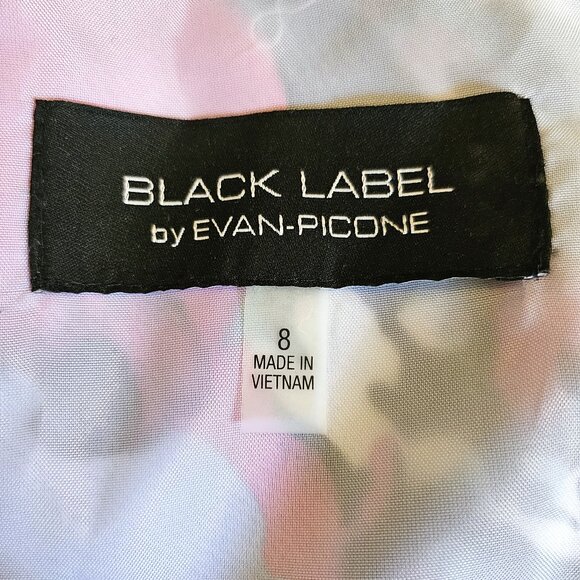 BLACK LABEL
by EVAN-PICONE
8
MADE IN
VIETNAM